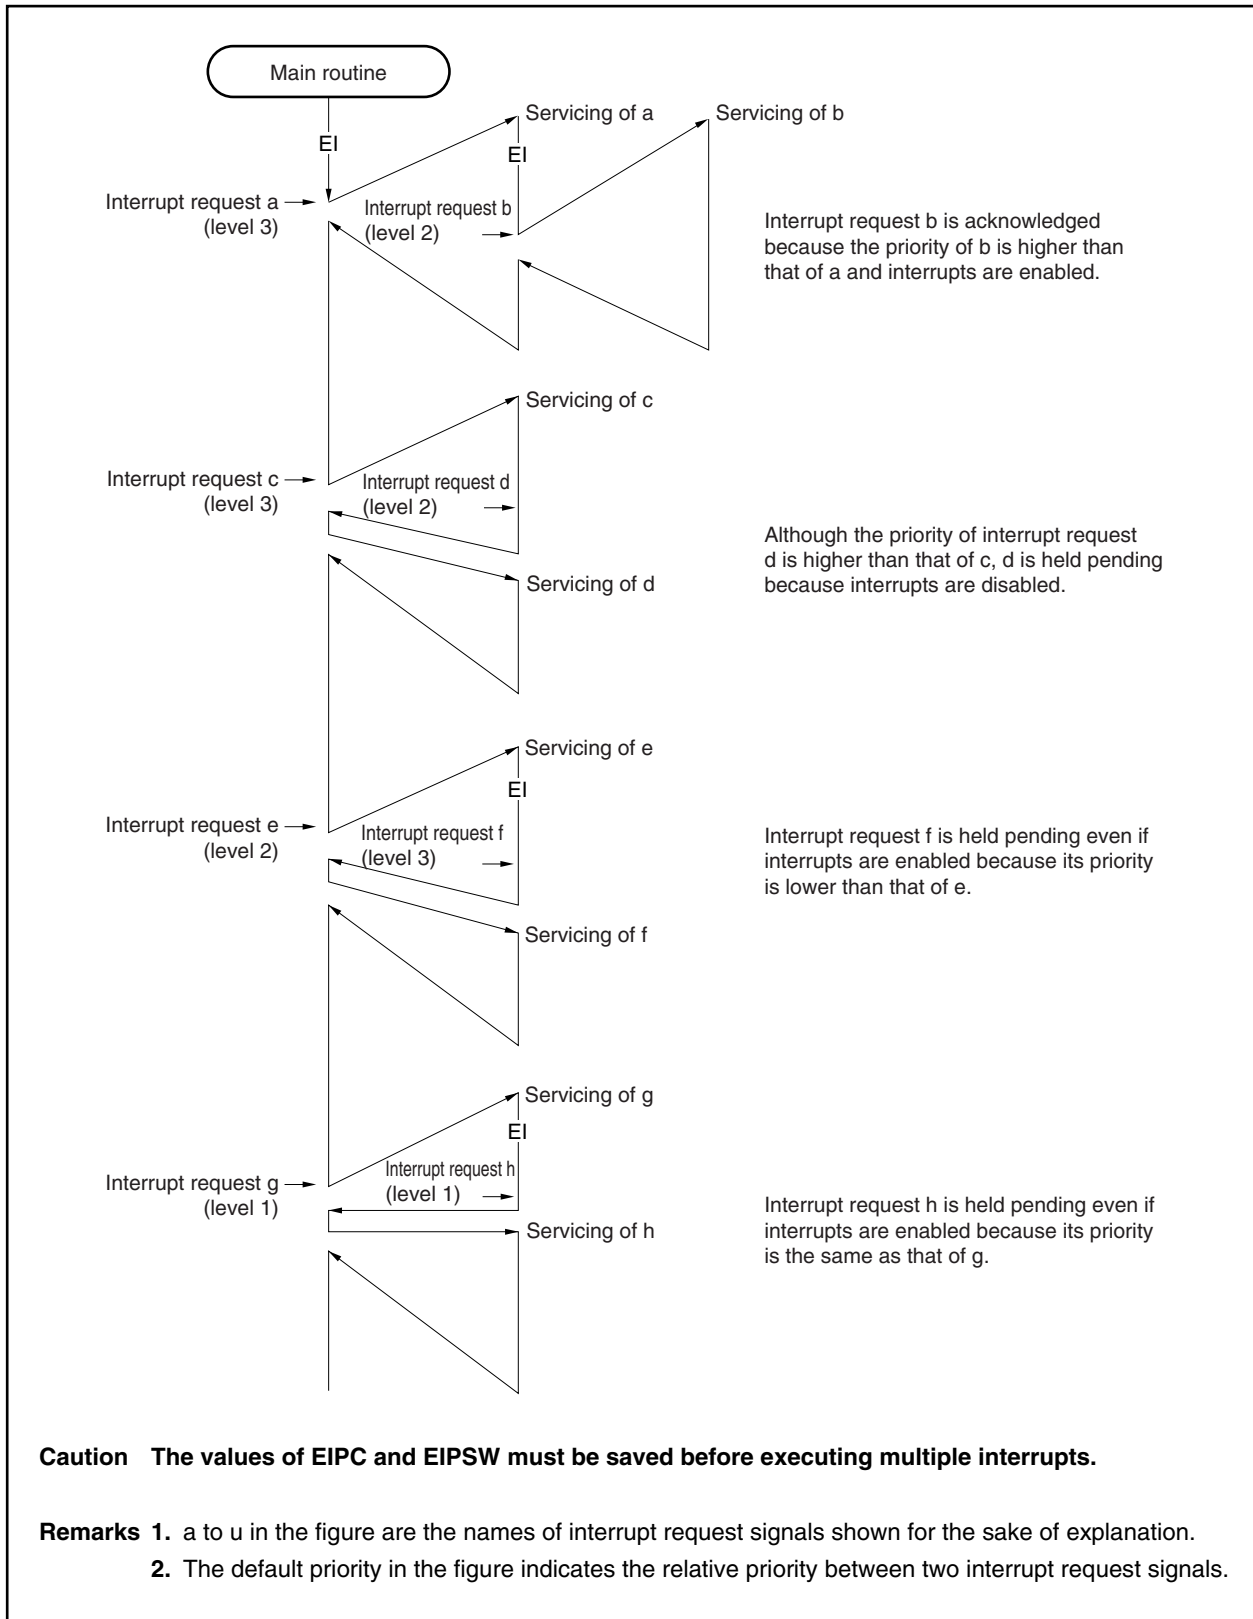 Main routine
EI
Servicing of a
EI
Servicing of b
Interrupt request a
(level 3)
Interrupt request b
(level 2)
Interrupt request b is acknowledged
because the priority of b is higher than
that of a and interrupts are enabled.
Servicing of c
Interrupt request c
(level 3)
Interrupt request d
(level 2)
Although the priority of interrupt request
d is higher than that of c, d is held pending
because interrupts are disabled.
Servicing of d
Servicing of e
EI
Interrupt request e
(level 2)
Interrupt request f
(level 3)
Interrupt request f is held pending even if
interrupts are enabled because its priority
is lower than that of e.
Servicing of f
Servicing of g
EI
Interrupt request g
(level 1)
Interrupt request h
(level 1)
Interrupt request h is held pending even if
interrupts are enabled because its priority
is the same as that of g.
Servicing of h
Caution The values of EIPC and EIPSW must be saved before executing multiple interrupts.
Remarks 1. a to u in the figure are the names of interrupt request signals shown for the sake of explanation.
2. The default priority in the figure indicates the relative priority between two interrupt request signals.